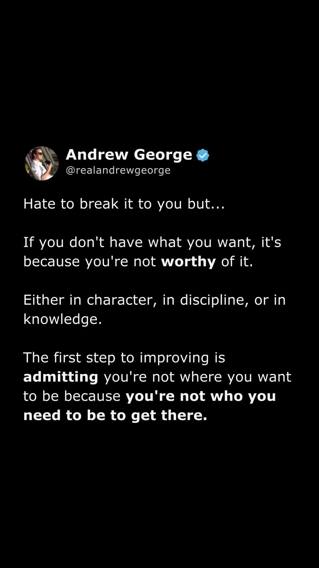 Andrew George
@realandrewgeorge
Hate to break it to you but...
If you don't have what you want, it's
because you're not worthy of it.
Either in character, in discipline, or in
knowledge.
The first step to improving is
admitting you're not where you want
to be because you're not who you
need to be to get there.